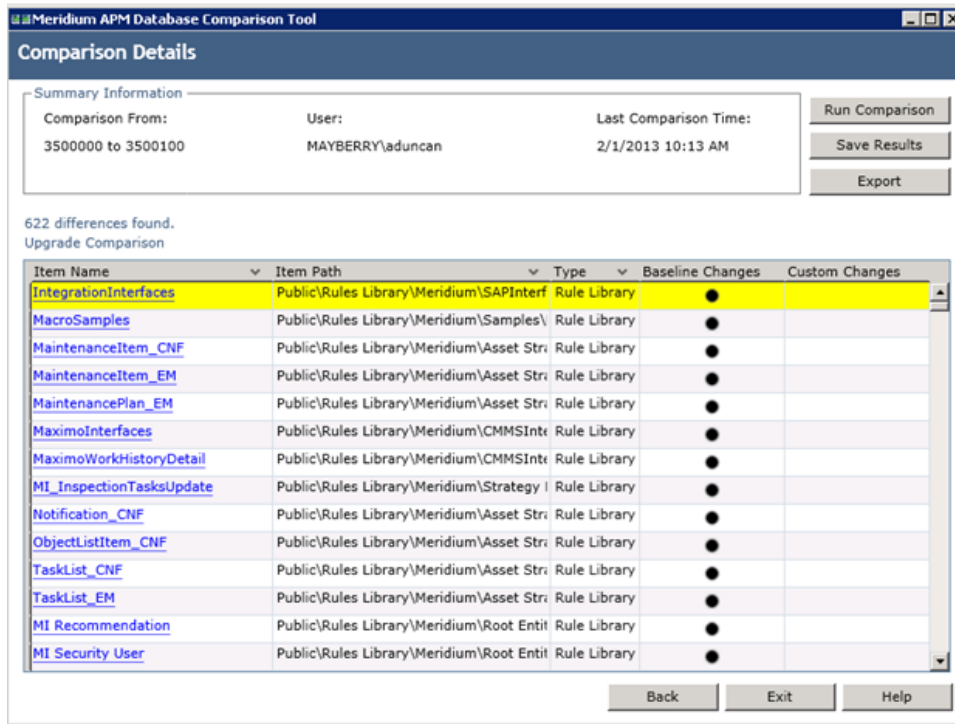 Meridium APM Database Comparison Tool
Comparison Details
Summary Information
Comparison From: User: Last Comparison Time:
3500000 to 3500100 MAYBERRY\aduncan 2/1/2013 10:13 AM
Run Comparison
Save Results
Export
622 differences found.
Upgrade Comparison
Item Name Item Path Type Baseline Changes Custom Changes
IntegrationInterfaces Public\Rules Library\Meridium\SAPInterf Rule Library
MacroSamples Public\Rules Library\Meridium\Samples\ Rule Library
MaintenanceItem_CNF Public\Rules Library\Meridium\Asset Stra Rule Library
MaintenanceItem_EM Public\Rules Library\Meridium\Asset Stra Rule Library
MaintenancePlan_EM Public\Rules Library\Meridium\Asset Stra Rule Library
MaximoInterfaces Public\Rules Library\Meridium\CMMSInte Rule Library
MaximoWorkHistoryDetail Public\Rules Library\Meridium\CMMSInte Rule Library
MI_InspectionTasksUpdate Public\Rules Library\Meridium\Strategy Rule Library
Notification_CNF Public\Rules Library\Meridium\Asset Stra Rule Library
ObjectListItem_CNF Public\Rules Library\Meridium\Asset Stra Rule Library
TaskList_CNF Public\Rules Library\Meridium\Asset Stra Rule Library
TaskList_EM Public\Rules Library\Meridium\Asset Stra Rule Library
MI Recommendation Public\Rules Library\Meridium\Root Entit Rule Library
MI Security User Public\Rules Library\Meridium\Root Entit Rule Library
Back Exit Help